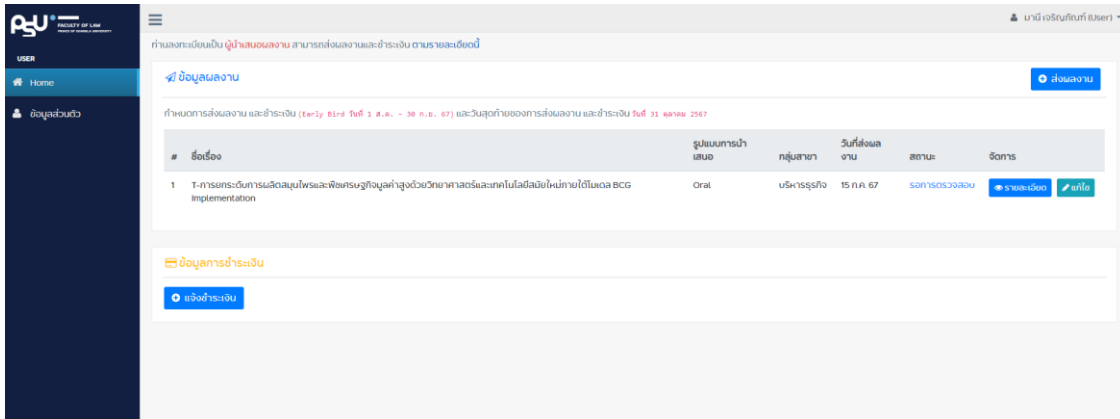 PSU FACULTY OF LAW
PRINCE OF SONGKLA UNIVERSITY
มานี เจริญภัณฑ์ (User)
ท่านลงทะเบียนเป็น ผู้นำเสนอผลงาน สามารถส่งผลงานและชำระเงิน ตามรายละเอียดนี้
USER
Home
ข้อมูลส่วนตัว
ข้อมูลผลงาน
ส่งผลงาน
กำหนดการส่งผลงาน และชำระเงิน (Early Bird วันที่ 1 ส.ค. - 30 ก.ย. 67) และวันสุดท้ายของการส่งผลงาน และชำระเงิน วันที่ 31 ตุลาคม 2567
# ชื่อเรื่อง รูปแบบการนำ กลุ่มสาขา วันที่ส่งผล สถานะ จัดการ
เสนอ งาน
1 T-การยกระดับการผลิตสมุนไพรและพืชเศรษฐกิจมูลค่าสูงด้วยวิทยาศาสตร์และเทคโนโลยีสมัยใหม่ภายใต้โมเดล BCG Oral บริหารธุรกิจ 15 ก.ค. 67 รอการตรวจสอบ รายละเอียด แก้ไข
Implementation
ข้อมูลการชำระเงิน
แจ้งชำระเงิน